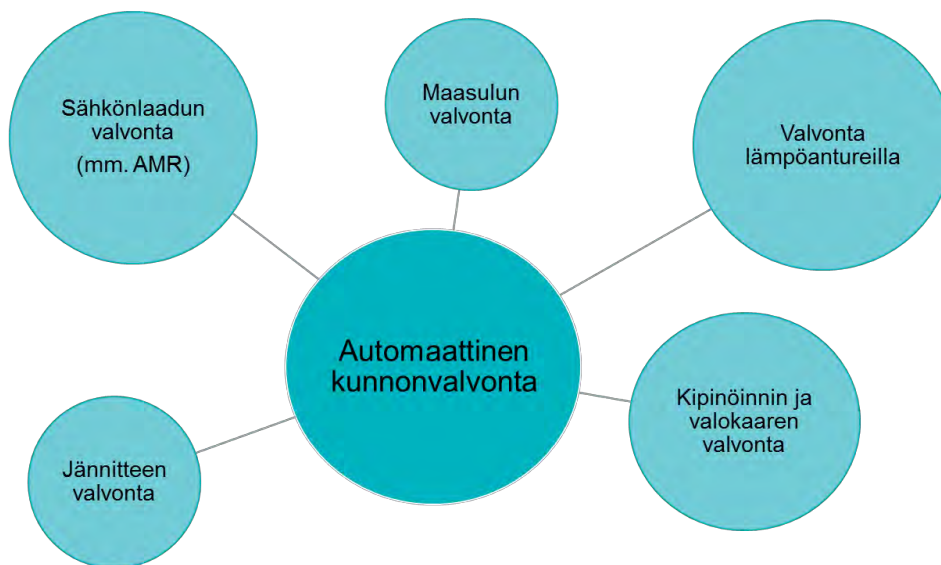 Sähkönlaadun
valvonta
(mm. AMR)
Maasulun
valvonta
Valvonta
lämpöantureilla
Automaattinen
kunnonvalvonta
Kipinöinnin ja
valokaaren
valvonta
Jännitteen
valvonta